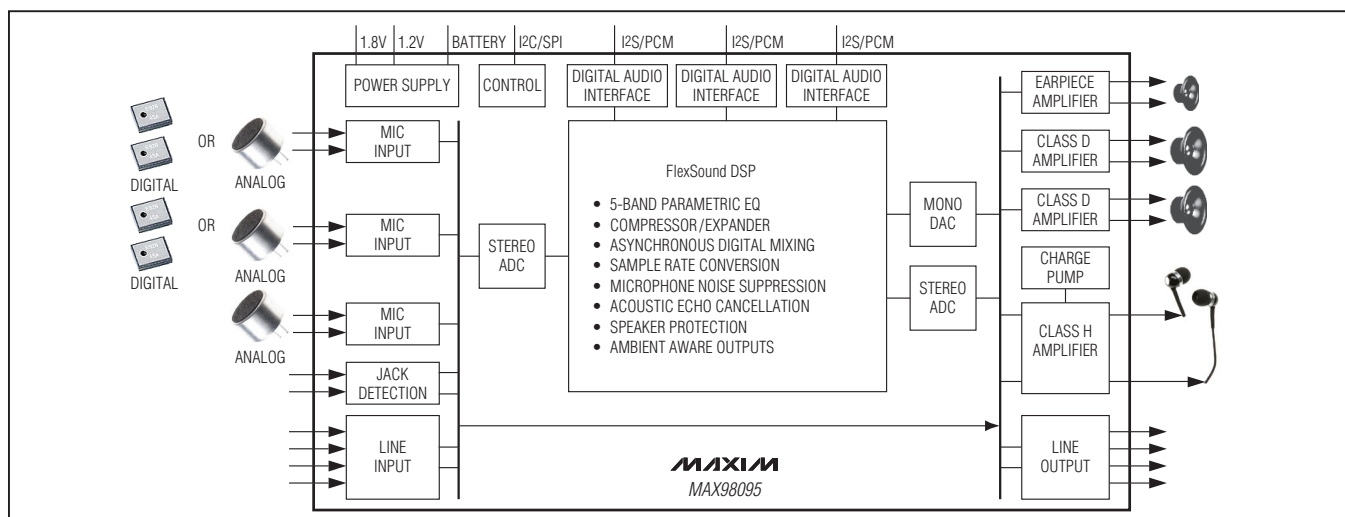 1.8V 1.2V BATTERY I2C/SPI I2S/PCM I2S/PCM I2S/PCM
POWER SUPPLY
CONTROL
DIGITAL AUDIO
INTERFACE
DIGITAL AUDIO
INTERFACE
DIGITAL AUDIO
INTERFACE
EARPIECE
AMPLIFIER
OR
DIGITAL
ANALOG
MIC
INPUT
OR
DIGITAL
ANALOG
MIC
INPUT
ANALOG
MIC
INPUT
JACK
DETECTION
LINE
INPUT
STEREO
ADC
FlexSound DSP
• 5-BAND PARAMETRIC EQ
• COMPRESSOR/EXPANDER
• ASYNCHRONOUS DIGITAL MIXING
• SAMPLE RATE CONVERSION
• MICROPHONE NOISE SUPPRESSION
• ACOUSTIC ECHO CANCELLATION
• SPEAKER PROTECTION
• AMBIENT AWARE OUTPUTS
MONO
DAC
STEREO
ADC
CLASS D
AMPLIFIER
CLASS D
AMPLIFIER
CHARGE
PUMP
CLASS H
AMPLIFIER
LINE
OUTPUT
MAXIM
MAX98095